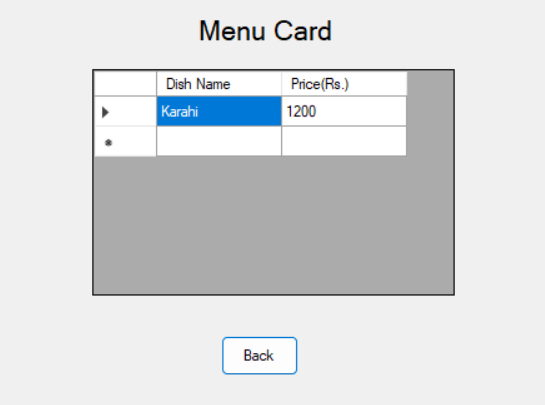 Menu Card
Dish Name Price(Rs.)
Karahi 1200
Back